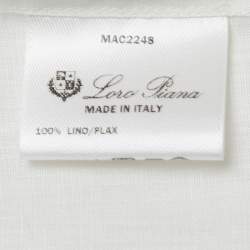 MAC2248
Loro Piana
MADE IN ITALY
100% LINO/FLAX